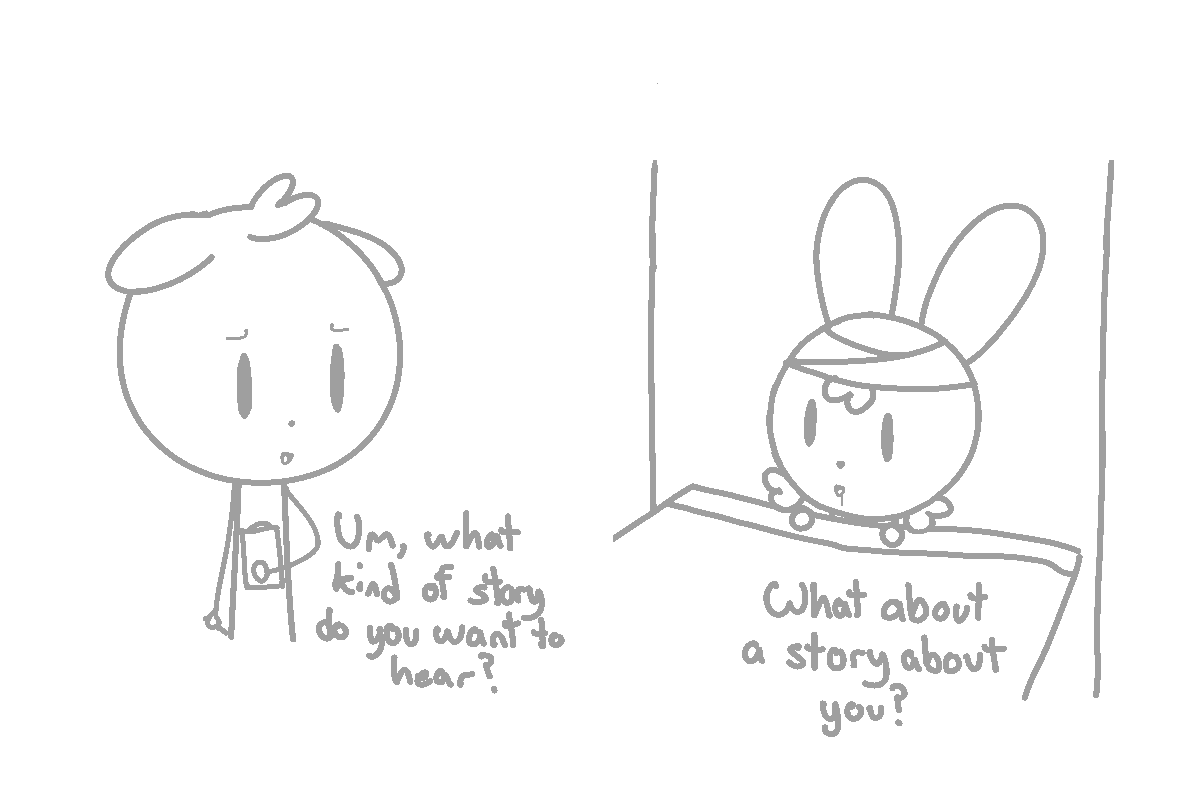 Um, what
kind of story
do you want to
hear?
What about
a story about
you?